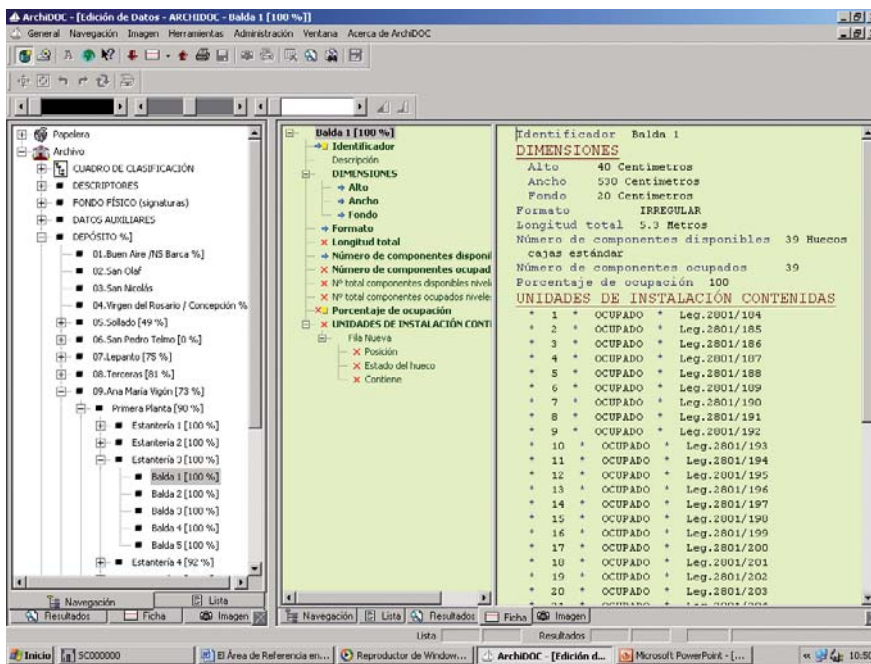 ArchiDOC - [Edición de Datos - ARCHIDOC - Balda 1 [100 %]]
General Navegación Imagen Herramientas Administración Ventana Acerca de ArchiDOC
Papelera
Archivo
CUADRO DE CLASIFICACIÓN
DESCRIPTORES
FONDO FÍSICO (signaturas)
DATOS AUXILIARES
DEPÓSITO %]
01.Buen Aire /NS Barca %]
02.San Olaf
03.San Nicolás
04.Virgen del Rosario / Concepción %
05.Sollado [49 %]
06.San Pedro Telmo [0 %]
07.Lepanto [75 %]
08.Terceras [81 %]
09.Ana María Vigón [73 %]
Primera Planta [90 %]
Estantería 1 [100 %]
Estantería 2 [100 %]
Estantería 3 [100 %]
Balda 1 [100 %]
Balda 2 [100 %]
Balda 3 [100 %]
Balda 4 [100 %]
Balda 5 [100 %]
Estantería 4 [92 %]
Navegación Lista
Resultados Ficha Imagen
Balda 1 [100 %]
Identificador
Descripción
DIMENSIONES
Alto
Ancho
Fondo
Formato
Longitud total
Número de componentes disponil
Número de componentes ocupad
Nº total componentes disponibles nivel
Nº total componentes ocupados nivele
Porcentaje de ocupación
UNIDADES DE INSTALACIÓN CONTI
Fila Nueva
Posición
Estado del hueco
Contiene
Navegación Lista Resultados Ficha Imagen
Identificador Balda 1
DIMENSIONES
Alto 40 Centímetros
Ancho 530 Centímetros
Fondo 20 Centímetros
Formato IRREGULAR
Longitud total 5.3 Metros
Número de componentes disponibles 39 Huecos
cajas estándar
Número de componentes ocupados 39
Porcentaje de ocupación 100
UNIDADES DE INSTALACIÓN CONTENIDAS
* 1 * OCUPADO * Leg.2801/184
* 2 * OCUPADO * Leg.2801/185
* 3 * OCUPADO * Leg.2801/186
* 4 * OCUPADO * Leg.2801/187
* 5 * OCUPADO * Leg.2801/188
* 6 * OCUPADO * Leg.2801/189
* 7 * OCUPADO * Leg.2801/190
* 8 * OCUPADO * Leg.2801/191
* 9 * OCUPADO * Leg.2801/192
* 10 * OCUPADO * Leg.2801/193
* 11 * OCUPADO * Leg.2801/194
* 12 * OCUPADO * Leg.2801/195
* 13 * OCUPADO * Leg.2801/196
* 14 * OCUPADO * Leg.2801/197
* 15 * OCUPADO * Leg.2801/198
* 16 * OCUPADO * Leg.2801/199
* 17 * OCUPADO * Leg.2801/200
* 18 * OCUPADO * Leg.2801/201
* 19 * OCUPADO * Leg.2801/202
* 20 * OCUPADO * Leg.2801/203
Lista Resultados
Inicio SC000000 El Área de Referencia en... Reproductor de Window... ArchiDOC - [Edición d... Microsoft PowerPoint - [... 10:50